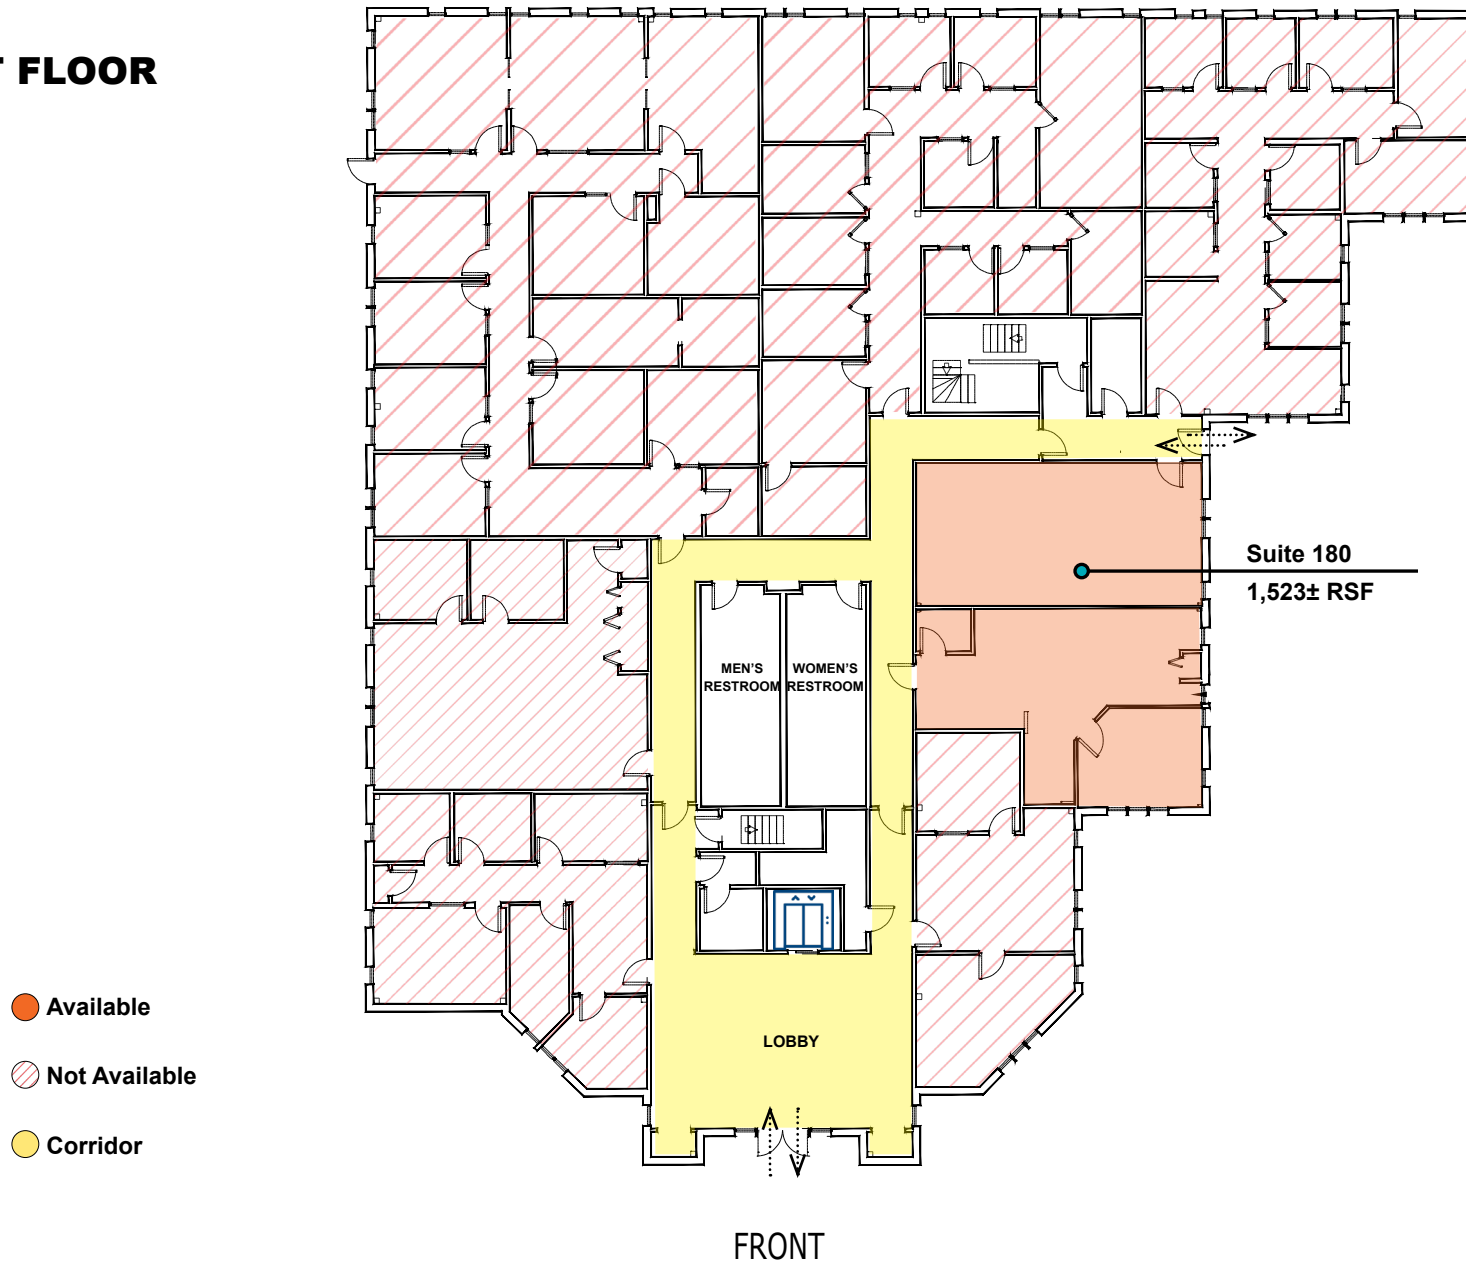 FLOOR
Suite 180
1,523± RSF
MEN'S
RESTROOM
WOMEN'S
RESTROOM
LOBBY
Available
Not Available
Corridor
FRONT